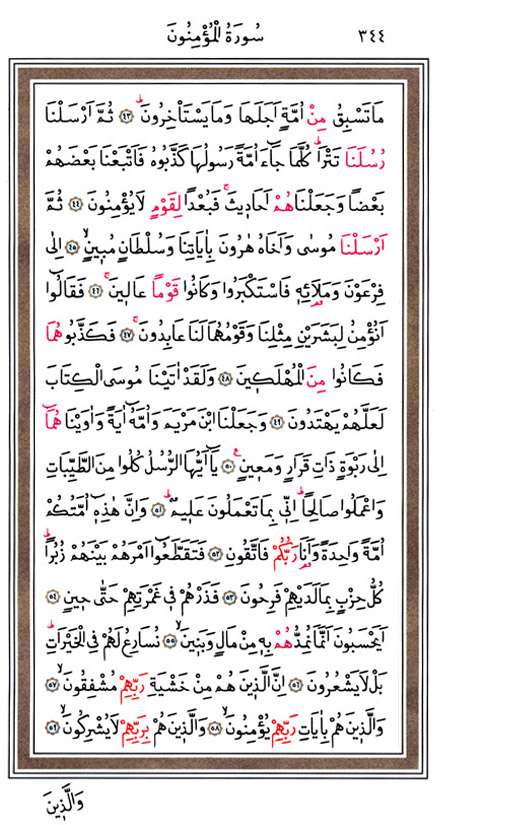 ٣٤٤ سُورَةُ الْمُؤْمِنُونَ
مَا تَسْبِقُ مِنْ اُمَّةٍ اَجَلَهَا وَمَا يَسْتَأْخِرُونَۜ ﴿٤٣﴾ ثُمَّ اَرْسَلْنَا
رُسُلَنَا تَتْرٰاۜ كُلَّمَا جَٓاءَ اُمَّةً رَسُولُهَا كَذَّبُوهُ فَاَتْبَعْنَا بَعْضَهُمْ
بَعْضاً وَجَعَلْنَاهُمْ اَحَاد۪يثَۚ فَبُعْداً لِقَوْمٍ لَا يُؤْمِنُونَ ﴿٤٤﴾ ثُمَّ
اَرْسَلْنَا مُوسٰى وَاَخَاهُ هٰرُونَ بِاٰيَاتِنَا وَسُلْطَانٍ مُب۪ينٍۙ ﴿٤٥﴾ اِلٰى
فِرْعَوْنَ وَمَلَا۬ئِه۪ فَاسْتَكْبَرُوا وَكَانُوا قَوْماً عَال۪ينَۚ ﴿٤٦﴾ فَقَالُٓوا
اَنُؤْمِنُ لِبَشَرَيْنِ مِثْلِنَا وَقَوْمُهُمَا لَنَا عَابِدُونَۚ ﴿٤٧﴾ فَكَذَّبُوهُمَا
فَكَانُوا مِنَ الْمُهْلَك۪ينَ ﴿٤٨﴾ وَلَقَدْ اٰتَيْنَا مُوسَى الْكِتَابَ
لَعَلَّهُمْ يَهْتَدُونَ ﴿٤٩﴾ وَجَعَلْنَا ابْنَ مَرْيَمَ وَاُمَّهُٓ اٰيَةً وَاٰوَيْنَاهُمَٓا
اِلٰى رَبْوَةٍ ذَاتِ قَرَارٍ وَمَع۪ينٍ۟ ﴿٥٠﴾ يَٓا اَيُّهَا الرُّسُلُ كُلُوا مِنَ الطَّيِّبَاتِ
وَاعْمَلُوا صَالِحاًۜ اِنّ۪ي بِمَا تَعْمَلُونَ عَل۪يمٌۜ ﴿٥١﴾ وَاِنَّ هٰذِه۪ٓ اُمَّتُكُمْ
اُمَّةً وَاحِدَةً وَاَنَا۬ رَبُّكُمْ فَاتَّقُونِ ﴿٥٢﴾ فَتَقَطَّعُٓوا اَمْرَهُمْ بَيْنَهُمْ زُبُراًۜ
كُلُّ حِزْبٍ بِمَا لَدَيْهِمْ فَرِحُونَ ﴿٥٣﴾ فَذَرْهُمْ ف۪ي غَمْرَتِهِمْ حَتّٰى ح۪ينٍ ﴿٥٤﴾
اَيَحْسَبُونَ اَنَّمَا نُمِدُّهُمْ بِه۪ مِنْ مَالٍ وَبَن۪ينَۙ ﴿٥٥﴾ نُسَارِعُ لَهُمْ فِي الْخَيْرَاتِۜ
بَلْ لَا يَشْعُرُونَ ﴿٥٦﴾ اِنَّ الَّذ۪ينَ هُمْ مِنْ خَشْيَةِ رَبِّهِمْ مُشْفِقُونَۙ ﴿٥٧﴾
وَالَّذ۪ينَ هُمْ بِاٰيَاتِ رَبِّهِمْ يُؤْمِنُونَۙ ﴿٥٨﴾ وَالَّذ۪ينَ هُمْ بِرَبِّهِمْ لَا يُشْرِكُونَۙ ﴿٥٩﴾
وَالَّذ۪ينَ